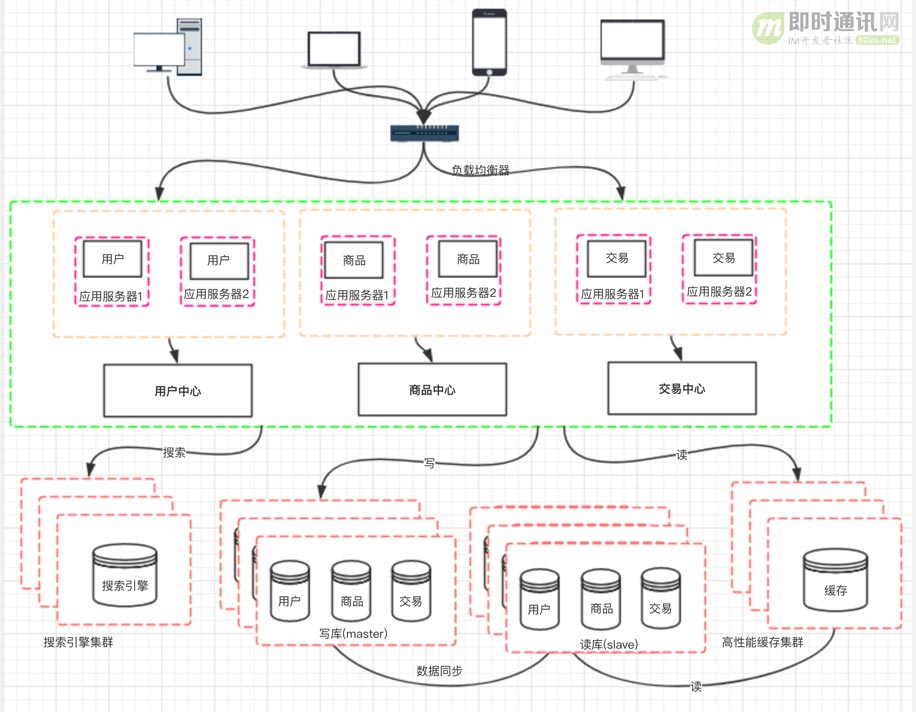 即时通讯网
IM开发者社区 52im.net
负载均衡器
用户
用户
商品
商品
交易
交易
应用服务器1
应用服务器2
应用服务器1
应用服务器2
应用服务器1
应用服务器2
用户中心
商品中心
交易中心
搜索
写
读
搜索引擎
用户
商品
交易
用户
商品
交易
缓存
写库(master)
读库(slave)
搜索引擎集群
高性能缓存集群
数据同步
读